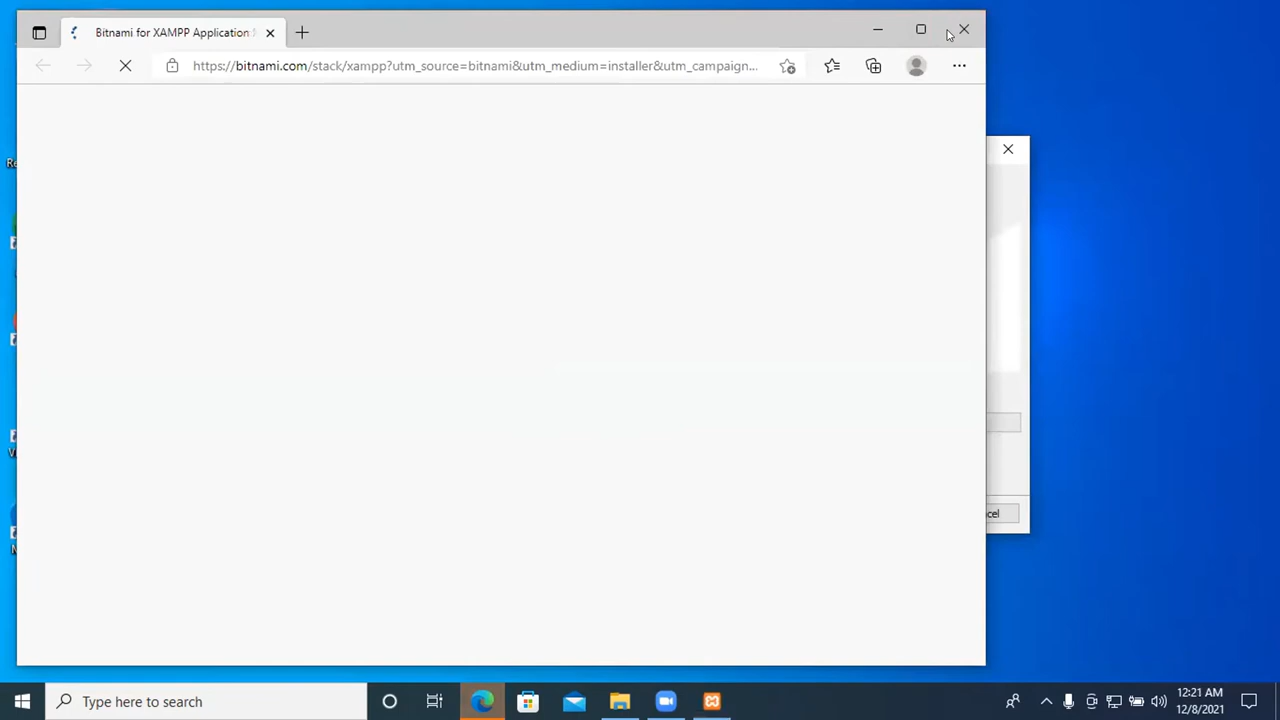 Bitnami for XAMPP Application
https://bitnami.com/stack/xampp?utm_source=bitnami&utm_medium=installer&utm_campaign...
Re
cel
Type here to search
12:21 AM
12/8/2021